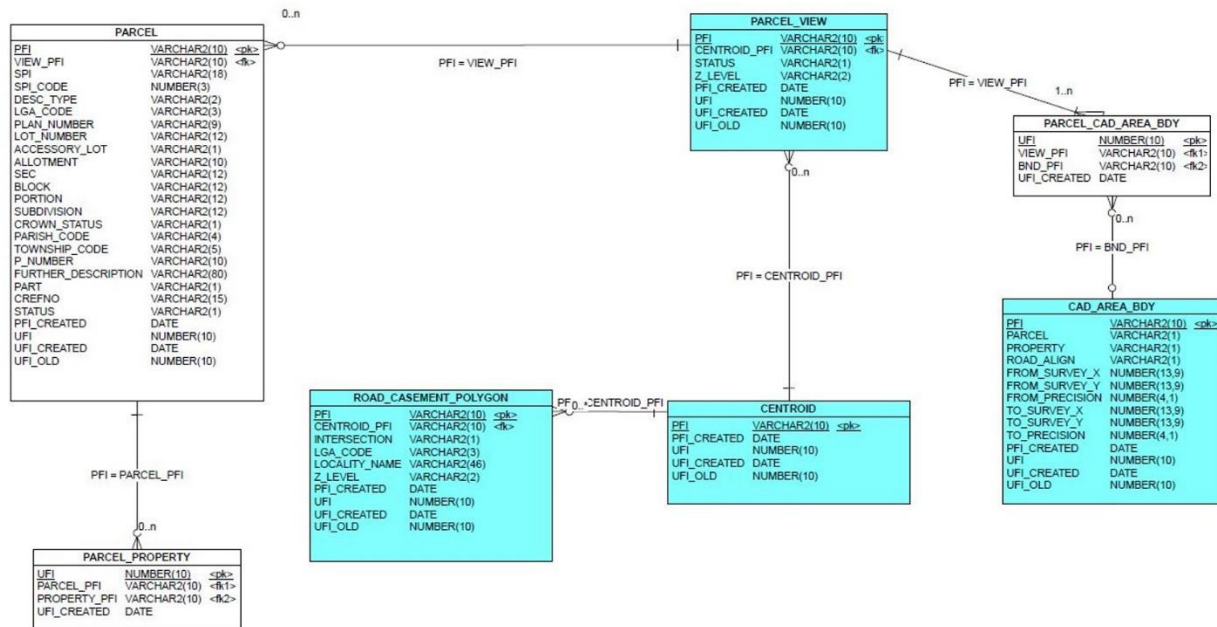 0..n
PARCEL
PFI VARCHAR2(10) <pk>
VIEW_PFI VARCHAR2(10) <fk>
SPI VARCHAR2(18)
SPI_CODE NUMBER(3)
DESC_TYPE VARCHAR2(2)
LGA_CODE VARCHAR2(3)
PLAN_NUMBER VARCHAR2(9)
LOT_NUMBER VARCHAR2(12)
ACCESSORY_LOT VARCHAR2(1)
ALLOTMENT VARCHAR2(10)
SEC VARCHAR2(12)
BLOCK VARCHAR2(12)
PORTION VARCHAR2(12)
SUBDIVISION VARCHAR2(12)
CROWN_STATUS VARCHAR2(1)
PARISH_CODE VARCHAR2(4)
TOWNSHIP_CODE VARCHAR2(5)
P_NUMBER VARCHAR2(10)
FURTHER_DESCRIPTION VARCHAR2(80)
PART VARCHAR2(1)
CREFNO VARCHAR2(15)
STATUS VARCHAR2(1)
PFI_CREATED DATE
UFI NUMBER(10)
UFI_CREATED DATE
UFI_OLD NUMBER(10)
PFI = VIEW_PFI
PARCEL_VIEW
PFI VARCHAR2(10) <pk
CENTROID_PFI VARCHAR2(10) <fk>
STATUS VARCHAR2(1)
Z_LEVEL VARCHAR2(2)
PFI_CREATED DATE
UFI NUMBER(10)
UFI_CREATED DATE
UFI_OLD NUMBER(10)
0..n
PFI = VIEW_PFI
1..n
PARCEL_CAD_AREA_BDY
UFI NUMBER(10) <pk>
VIEW_PFI VARCHAR2(10) <fk1>
BND_PFI VARCHAR2(10) <fk2>
UFI_CREATED DATE
0..n
PFI = BND_PFI
PFI = CENTROID_PFI
CAD_AREA_BDY
PFI VARCHAR2(10) <pk>
PARCEL VARCHAR2(1)
PROPERTY VARCHAR2(1)
ROAD_ALIGN VARCHAR2(1)
FROM_SURVEY_X NUMBER(13,9)
FROM_SURVEY_Y NUMBER(13,9)
FROM_PRECISION NUMBER(4,1)
TO_SURVEY_X NUMBER(13,9)
TO_SURVEY_Y NUMBER(13,9)
TO_PRECISION NUMBER(4,1)
PFI_CREATED DATE
UFI NUMBER(10)
UFI_CREATED DATE
UFI_OLD NUMBER(10)
ROAD_CASEMENT_POLYGON
PFI VARCHAR2(10) <pk>
CENTROID_PFI VARCHAR2(10) <fk>
INTERSECTION VARCHAR2(1)
LGA_CODE VARCHAR2(3)
LOCALITY_NAME VARCHAR2(46)
Z_LEVEL VARCHAR2(2)
PFI_CREATED DATE
UFI NUMBER(10)
UFI_CREATED DATE
UFI_OLD NUMBER(10)
0.. CENTROID_PFI
CENTROID
PFI VARCHAR2(10) <pk>
PFI_CREATED DATE
UFI NUMBER(10)
UFI_CREATED DATE
UFI_OLD NUMBER(10)
PFI = PARCEL_PFI
0..n
PARCEL_PROPERTY
UFI NUMBER(10) <pk>
PARCEL_PFI VARCHAR2(10) <fk1>
PROPERTY_PFI VARCHAR2(10) <fk2>
UFI_CREATED DATE